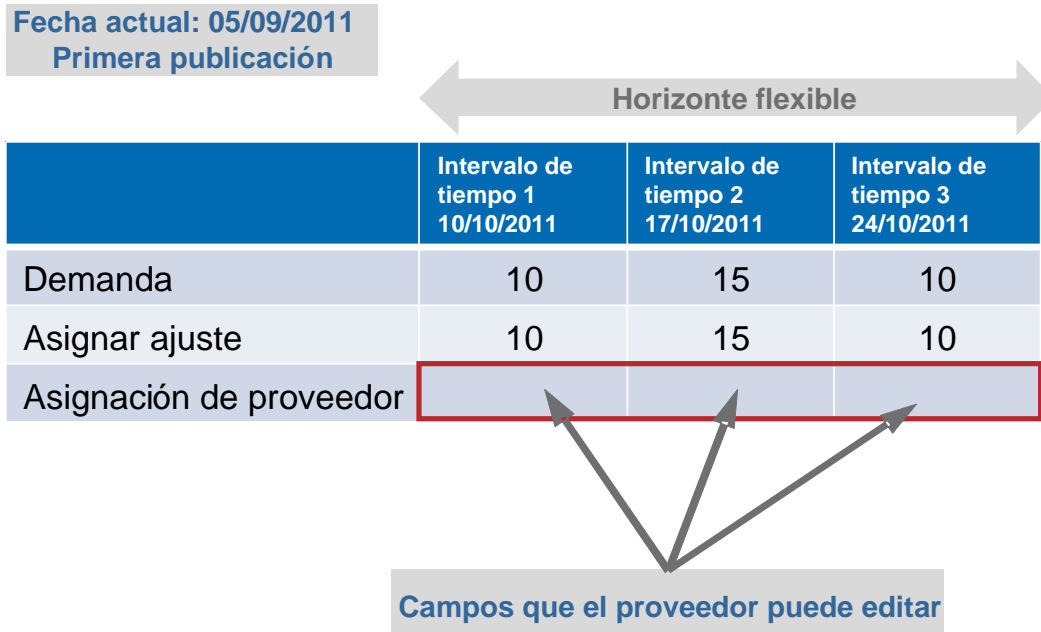 Fecha actual: 05/09/2011
Primera publicación
Horizonte flexible
Intervalo de tiempo 1 10/10/2011
Intervalo de tiempo 2 17/10/2011
Intervalo de tiempo 3 24/10/2011
Demanda 10 15 10
Asignar ajuste 10 15 10
Asignación de proveedor
Campos que el proveedor puede editar